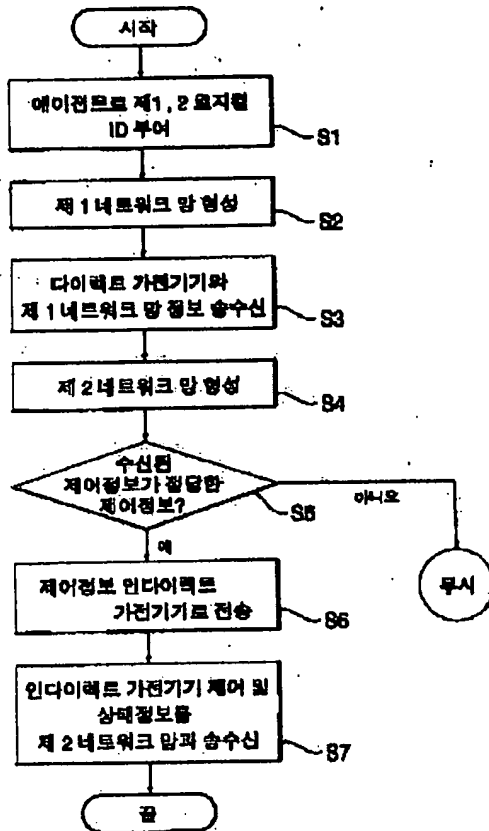 시작
에이전트로 제1, 2 로지컬
ID 부여
S1
제 1 네트워크 망 형성
S2
다이렉트 가전기기와
제 1 네트워크 망 정보 송수신
S3
제 2 네트워크 망 형성
S4
수신된
제어정보가 정당한
제어정보?
S5
아니오
예
무시
제어정보 인다이렉트
가전기기로 전송
S6
인다이렉트 가전기기 제어 및
상태정보를
제 2 네트워크 망과 송수신
S7
끝